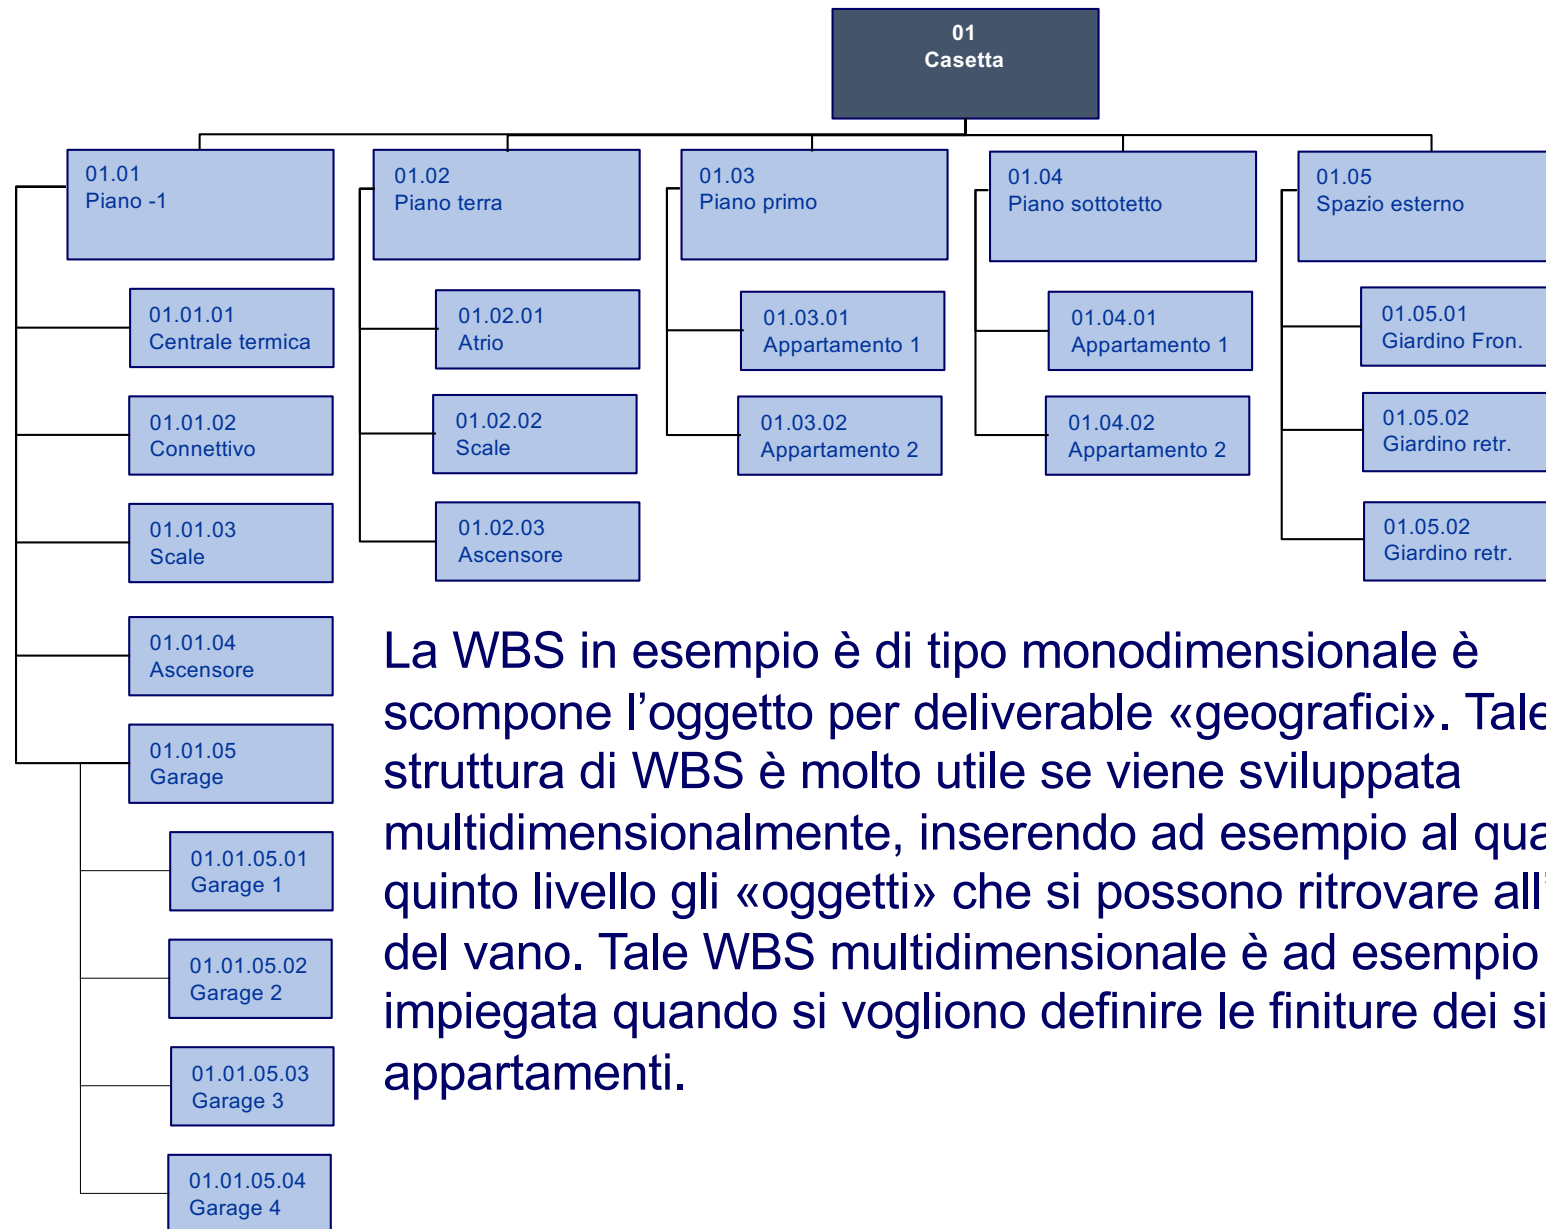 01
Casetta
01.01
Piano -1
01.02
Piano terra
01.03
Piano primo
01.04
Piano sottotetto
01.05
Spazio esterno
01.01.01
Centrale termica
01.02.01
Atrio
01.03.01
Appartamento 1
01.04.01
Appartamento 1
01.05.01
Giardino Fron.
01.01.02
Connettivo
01.02.02
Scale
01.03.02
Appartamento 2
01.04.02
Appartamento 2
01.05.02
Giardino retr.
01.01.03
Scale
01.02.03
Ascensore
01.05.02
Giardino retr.
01.01.04
Ascensore
01.01.05
Garage
01.01.05.01
Garage 1
01.01.05.02
Garage 2
01.01.05.03
Garage 3
01.01.05.04
Garage 4
La WBS in esempio è di tipo monodimensionale è
scompone l’oggetto per deliverable «geografici». Tale
struttura di WBS è molto utile se viene sviluppata
multidimensionalmente, inserendo ad esempio al
quinto livello gli «oggetti» che si possono ritrovare all’
del vano. Tale WBS multidimensionale è ad esempio
impiegata quando si vogliono definire le finiture dei
appartamenti.